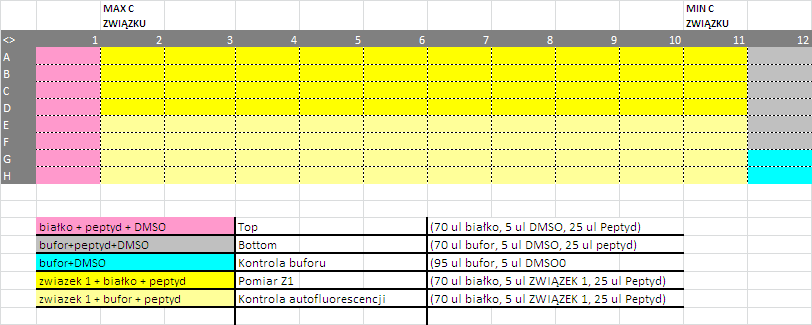 MAX C MIN C
ZWIĄZKU ZWIĄZKU
<> 1 2 3 4 5 6 7 8 9 10 11 12
A
B
C
D
E
F
G
H
białko + peptyd + DMSO Top (70 ul białko, 5 ul DMSO, 25 ul Peptyd)
bufor+peptyd+DMSO Bottom (70 ul bufor, 5 ul DMSO, 25 ul peptyd)
bufor+DMSO Kontrola buforu (95 ul bufor, 5 ul DMSO0
zwiazek 1 + białko + peptyd Pomiar Z1 (70 ul białko, 5 ul ZWIĄZEK 1, 25 ul Peptyd)
zwiazek 1 + bufor + peptyd Kontrola autofluorescencji (70 ul białko, 5 ul ZWIĄZEK 1, 25 ul Peptyd)